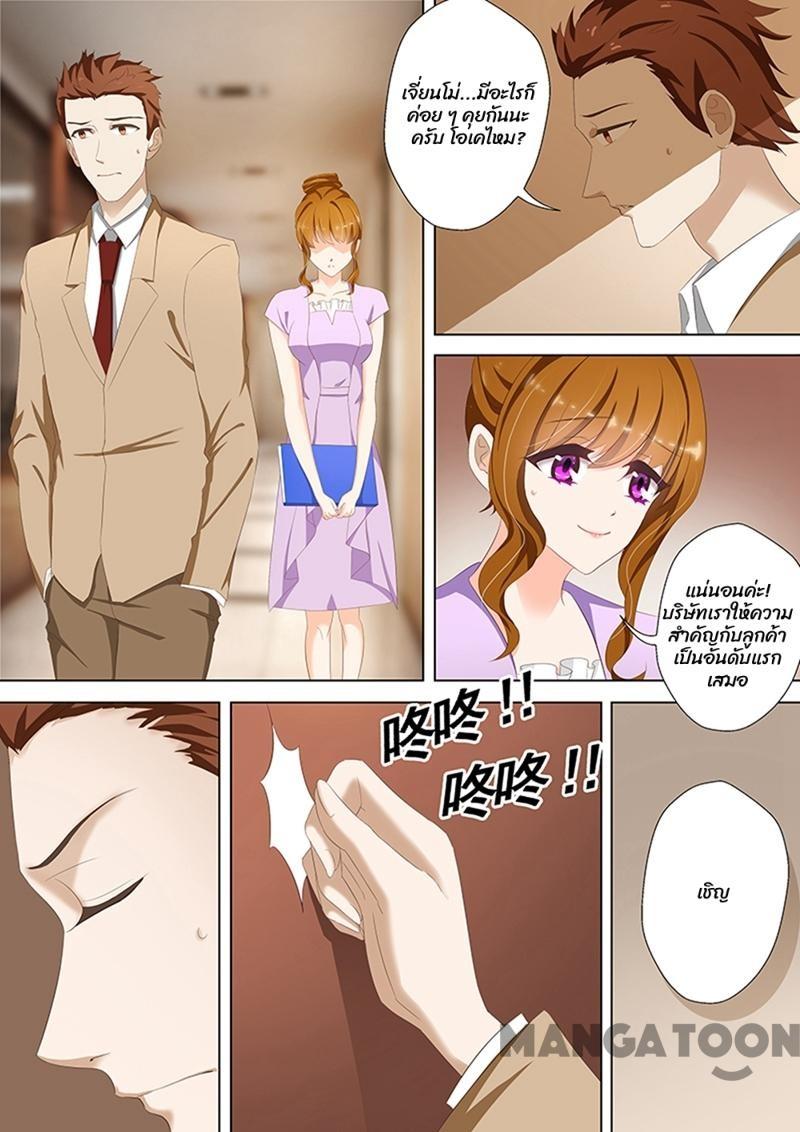 เจี่ยนโม่...มีอะไรก็
ค่อย ๆ คุยกันนะ
ครับ โอเคไหม?
แน่นอนค่ะ!
บริษัทเราให้ความ
สำคัญกับลูกค้า
เป็นอันดับแรก
เสมอ
咚咚!!
咚咚!!
เชิญ
MANGATOON